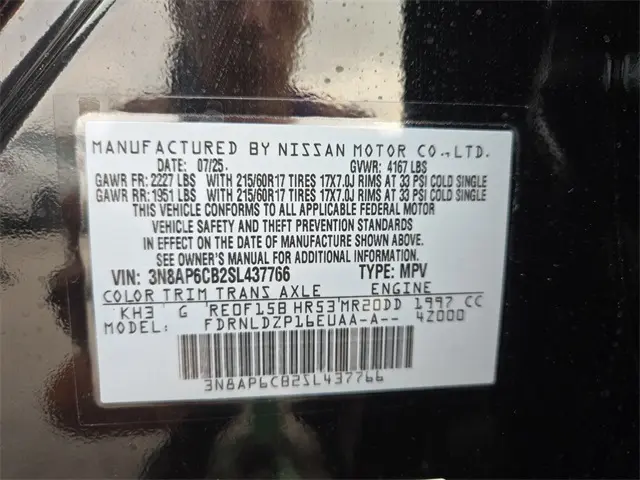 MANUFACTURED BY NISSAN MOTOR CO.,LTD.
DATE: 07/25. GVWR: 4167 LBS
GAWR FR: 2227 LBS WITH 215/60R17 TIRES 17X7.0J RIMS AT 33 PSI COLD SINGLE
GAWR RR: 1951 LBS WITH 215/60R17 TIRES 17X7.0J RIMS AT 33 PSI COLD SINGLE
THIS VEHICLE CONFORMS TO ALL APPLICABLE FEDERAL MOTOR
VEHICLE SAFETY AND THEFT PREVENTION STANDARDS
IN EFFECT ON THE DATE OF MANUFACTURE SHOWN ABOVE.
SEE OWNER'S MANUAL FOR ADDITIONAL INFORMATION.
VIN: 3N8AP6CB2SL437766 TYPE: MPV
COLOR TRIM TRANS AXLE ENGINE
KH3 G RE0F15B HR53 MR20DD 1997 CC
MODEL: FDRNLDZP16EUAA-A-- 4Z000
3N8AP6CB2SL437766